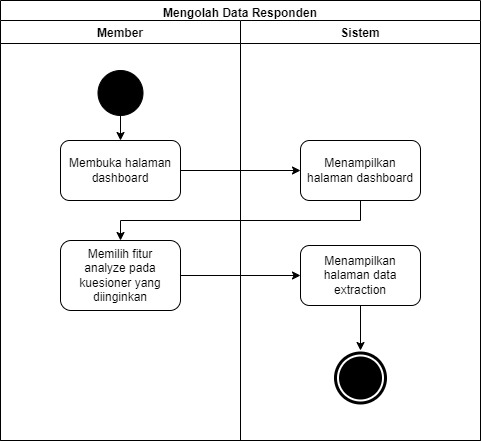 Mengolah Data Responden
Member
Sistem
Membuka halaman
dashboard
Menampilkan
halaman dashboard
Memilih fitur
analyze pada
kuesioner yang
diinginkan
Menampilkan
halaman data
extraction